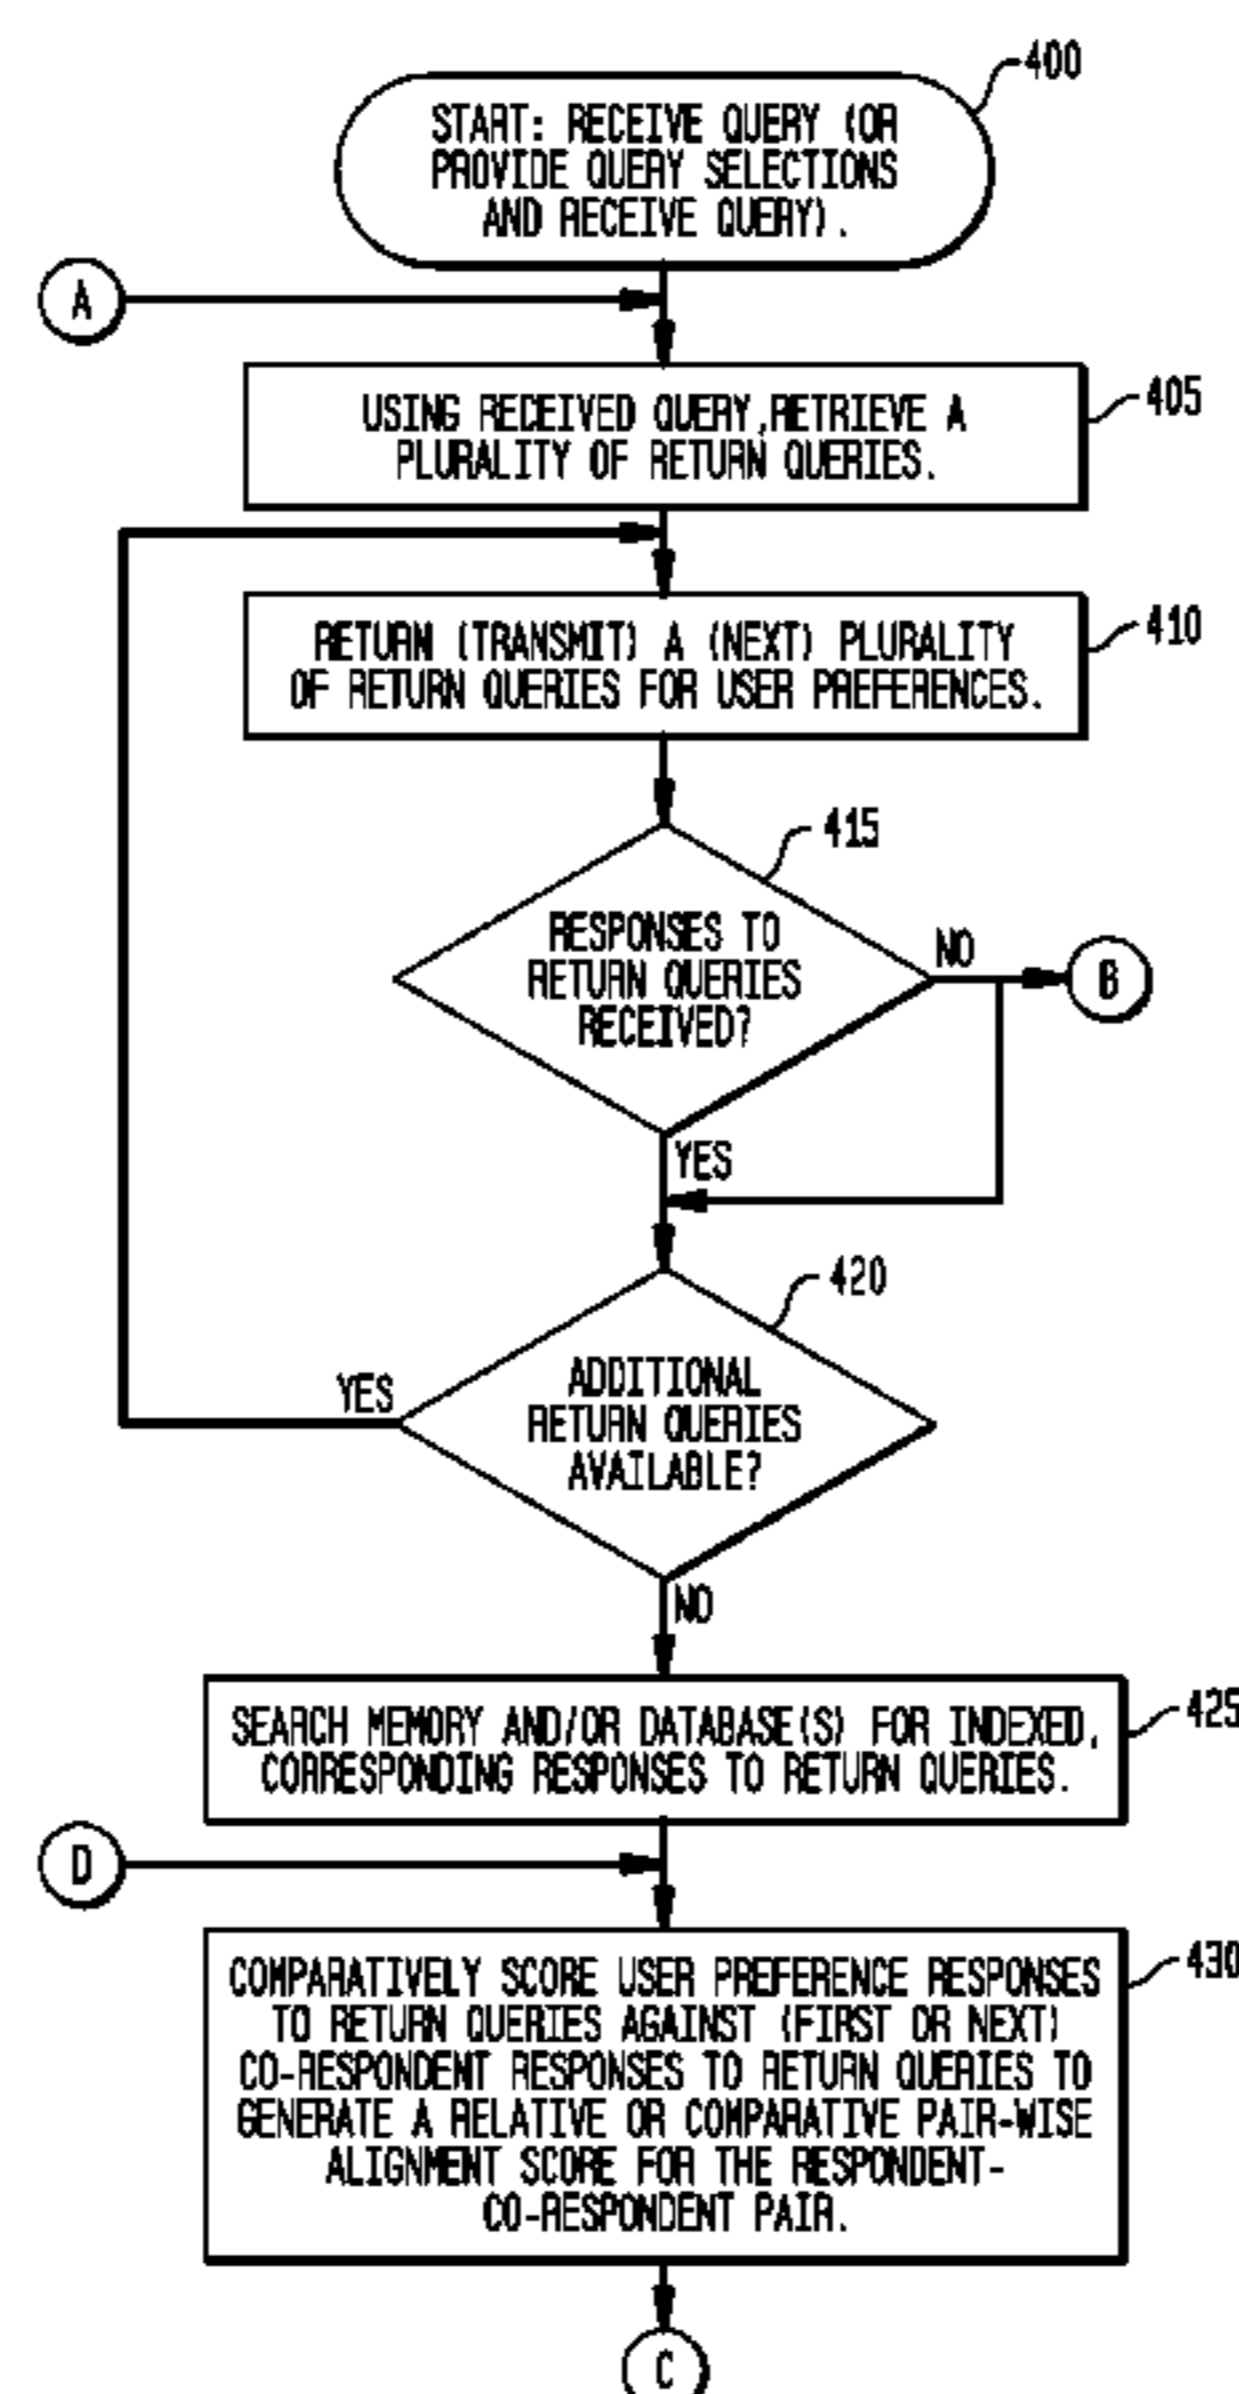 400
START: RECEIVE QUERY (OR
PROVIDE QUERY SELECTIONS
AND RECEIVE QUERY).
A
405
USING RECEIVED QUERY,RETRIEVE A
PLURALITY OF RETURN QUERIES.
410
RETURN (TRANSMIT) A (NEXT) PLURALITY
OF RETURN QUERIES FOR USER PREFERENCES.
415
RESPONSES TO
RETURN QUERIES
RECEIVED?
NO
B
YES
420
ADDITIONAL
RETURN QUERIES
AVAILABLE?
YES
NO
425
SEARCH MEMORY AND/OR DATABASE(S) FOR INDEXED,
CORRESPONDING RESPONSES TO RETURN QUERIES.
D
430
COMPARATIVELY SCORE USER PREFERENCE RESPONSES
TO RETURN QUERIES AGAINST (FIRST OR NEXT)
CO-RESPONDENT RESPONSES TO RETURN QUERIES TO
GENERATE A RELATIVE OR COMPARATIVE PAIR-WISE
ALIGNMENT SCORE FOR THE RESPONDENT-
CO-RESPONDENT PAIR.
C